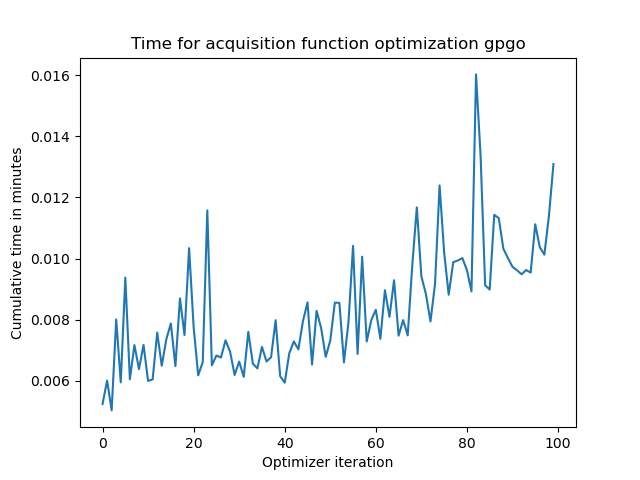 Time for acquisition function optimization gpgo
0.016
0.014
0.012
0.010
0.008
0.006
Cumulative time in minutes
0 20 40 60 80 100
Optimizer iteration